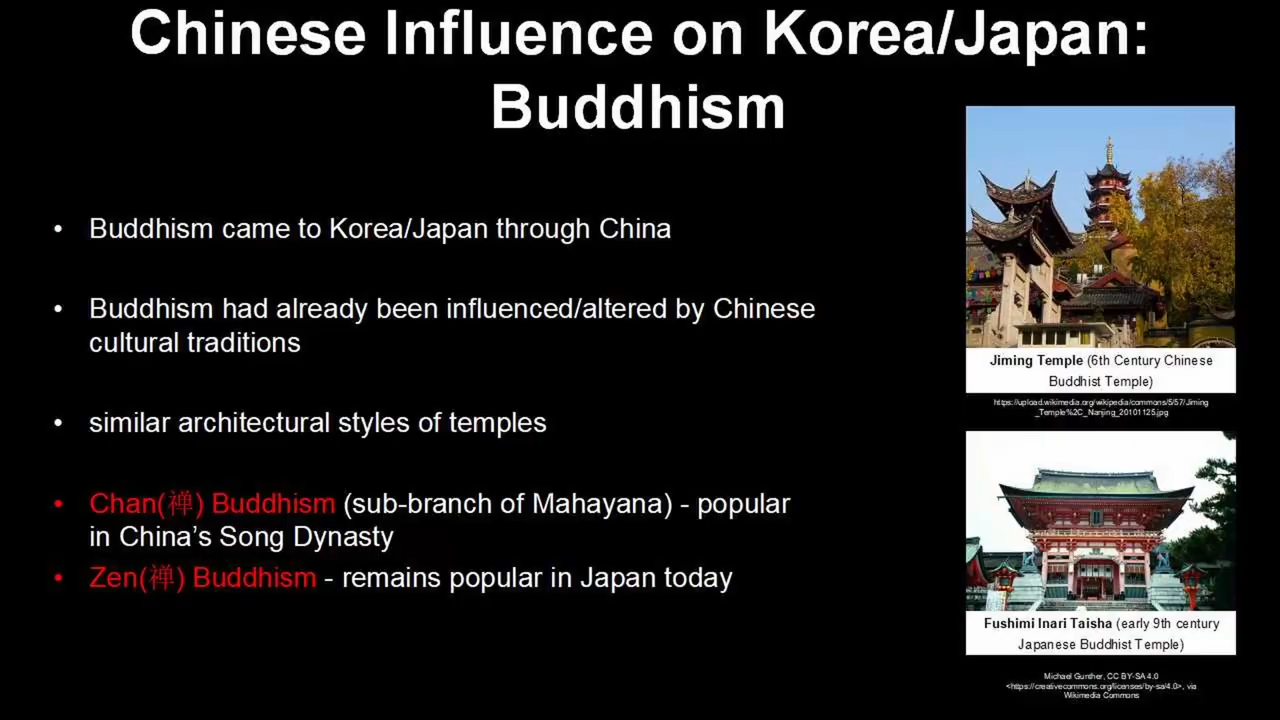 Chinese Influence on Korea/Japan:
Buddhism
• Buddhism came to Korea/Japan through China
• Buddhism had already been influenced/altered by Chinese
cultural traditions
• similar architectural styles of temples
• Chan(禅) Buddhism (sub-branch of Mahayana) - popular
in China's Song Dynasty
• Zen(禅) Buddhism - remains popular in Japan today
Jiming Temple (6th Century Chinese
Buddhist Temple)
https://upload.wikimedia.org/wikipedia/commons/5/57/Jiming
_Temple%2C_Nanjing_20101125.jpg
Fushimi Inari Taisha (early 9th century
Japanese Buddhist Temple)
Michael Gunther, CC BY-SA 4.0
<https://creativecommons.org/licenses/by-sa/4.0>, via
Wikimedia Commons